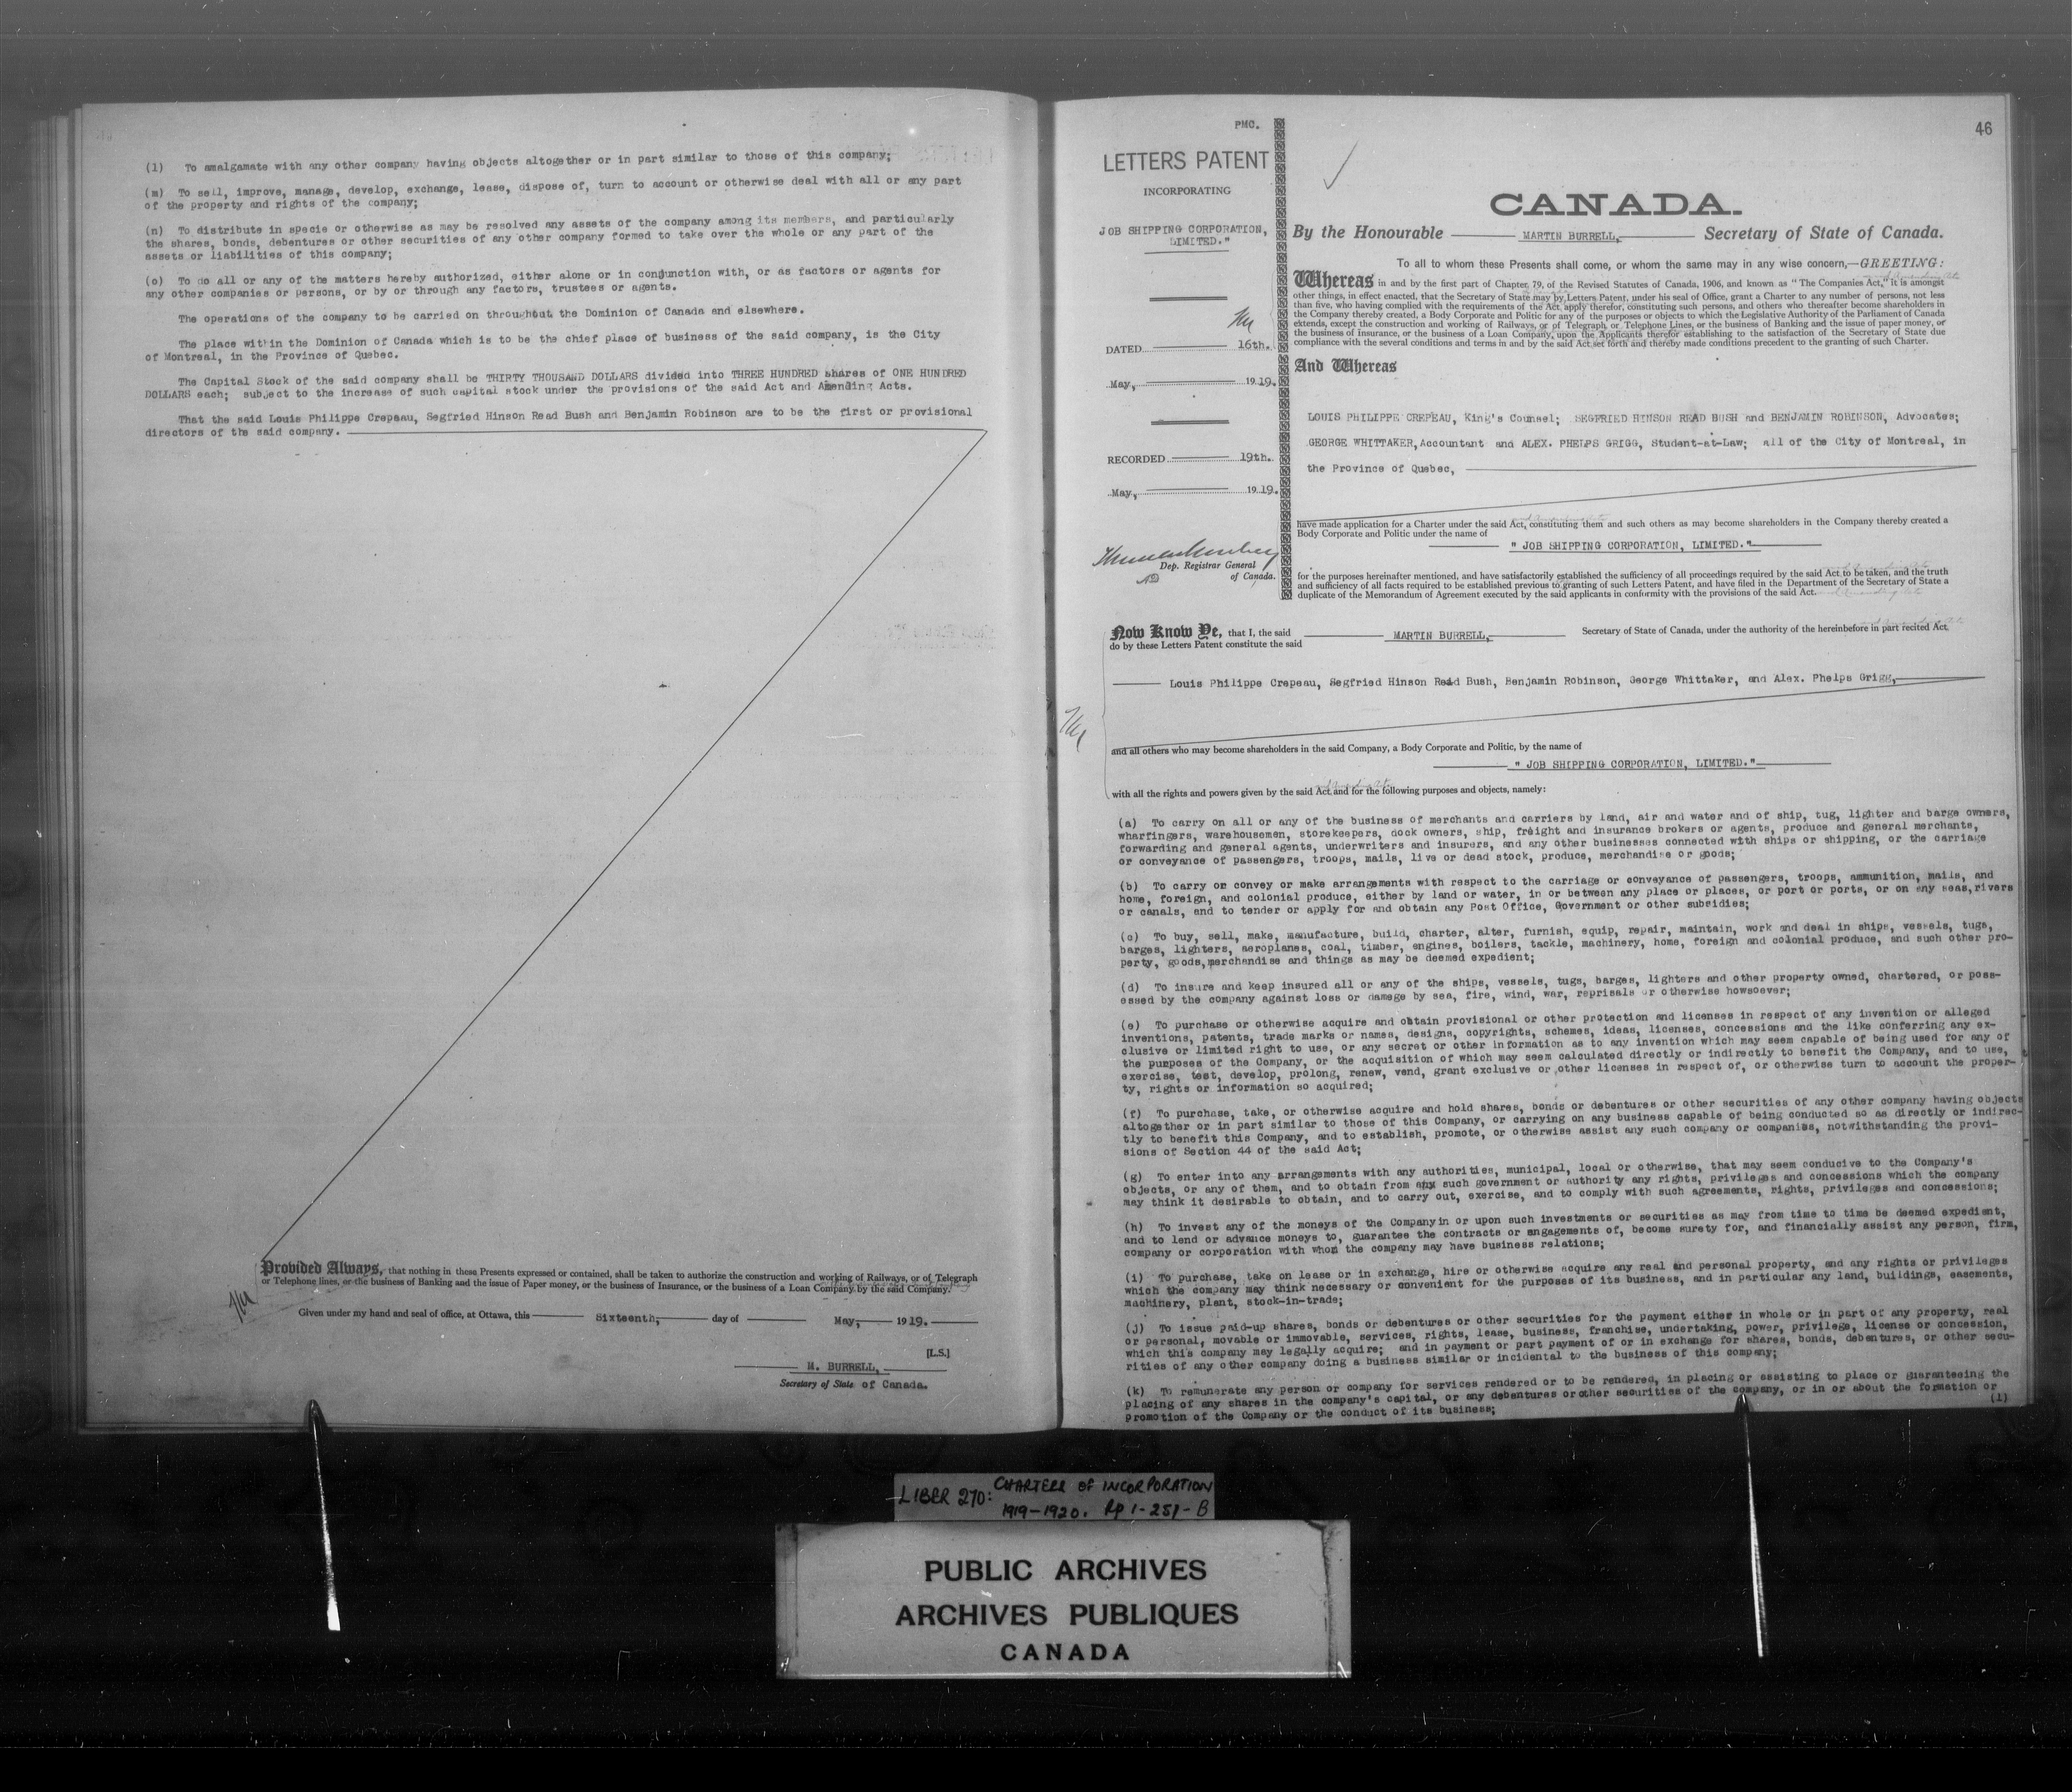 (l) To amalgamate with any other company having objects altogether or in part similar to those of this company;
(m) To sell, improve, manage, develop, exchange, lease, dispose of, turn to account or otherwise deal with all or any part
of the property and rights of the company;
(n) To distribute in specie or otherwise as may be resolved any assets of the company among its members, and particularly
the shares, bonds, debentures or other securities of any other company formed to take over the whole or any part of the
assets or liabilities of this company;
(o) To do all or any of the matters hereby authorized, either alone or in conjunction with, or as factors or agents for
any other companies or persons, or by or through any factors, trustees or agents.
The operations of the company to be carried on throughout the Dominion of Canada and elsewhere.
The place within the Dominion of Canada which is to be the chief place of business of the said company, is the City
of Montreal, in the Province of Quebec.
The Capital Stock of the said company shall be THIRTY THOUSAND DOLLARS divided into THREE HUNDRED shares of ONE HUNDRED
DOLLARS each; subject to the increase of such capital stock under the provisions of the said Act and Amending Acts.
That the said Louis Philippe Crepeau, Segfried Hinson Read Bush and Benjamin Robinson are to be the first or provisional
directors of the said company.
Provided Always, that nothing in these Presents expressed or contained, shall be taken to authorize the construction and working of Railways, or of Telegraph
or Telephone lines, or the business of Banking and the issue of Paper money, or the business of Insurance, or the business of a Loan Company by the said Company.
Given under my hand and seal of office, at Ottawa, this Sixteenth, day of May, 1919.
[L.S.]
M. BURRELL,
Secretary of State of Canada.
PMC.
46
LETTERS PATENT
INCORPORATING
JOB SHIPPING CORPORATION,
LIMITED."
DATED 16th.
May, 1919.
RECORDED 19th.
May, 1919.
Dep. Registrar General
of Canada.
CANADA.
By the Honourable MARTIN BURRELL, Secretary of State of Canada.
To all to whom these Presents shall come, or whom the same may in any wise concern,—GREETING:
Whereas in and by the first part of Chapter 79, of the Revised Statutes of Canada, 1906, and known as "The Companies Act," it is amongst
other things, in effect enacted, that the Secretary of State may by Letters Patent, under his seal of Office, grant a Charter to any number of persons, not less
than five, who having complied with the requirements of the Act, apply therefor, constituting such persons, and others who thereafter become shareholders in
the Company thereby created, a Body Corporate and Politic for any of the purposes or objects to which the Legislative Authority of the Parliament of Canada
extends, except the construction and working of Railways, or of Telegraph or Telephone Lines, or the business of Banking and the issue of paper money, or
the business of Insurance, or the business of a Loan Company, upon the Applicants therefor establishing to the satisfaction of the Secretary of State due
compliance with the several conditions and terms in and by the said Act set forth and thereby made conditions precedent to the granting of such Charter.
And Whereas
LOUIS PHILIPPE CREPEAU, King's Counsel; SEGFRIED HINSON READ BUSH and BENJAMIN ROBINSON, Advocates;
GEORGE WHITTAKER, Accountant and ALEX. PHELPS GRIGG, Student-at-Law; all of the City of Montreal, in
the Province of Quebec,
have made application for a Charter under the said Act, constituting them and such others as may become shareholders in the Company thereby created a
Body Corporate and Politic under the name of
" JOB SHIPPING CORPORATION, LIMITED."
for the purposes hereinafter mentioned, and have satisfactorily established the sufficiency of all proceedings required by the said Act to be taken, and the truth
and sufficiency of all facts required to be established previous to granting of such Letters Patent, and have filed in the Department of the Secretary of State a
duplicate of the Memorandum of Agreement executed by the said applicants in conformity with the provisions of the said Act.
Now Know Ye, that I, the said MARTIN BURRELL, Secretary of State of Canada, under the authority of the hereinbefore in part recited Act
do by these Letters Patent constitute the said
Louis Philippe Crepeau, Segfried Hinson Read Bush, Benjamin Robinson, George Whittaker, and Alex. Phelps Grigg,
and all others who may become shareholders in the said Company, a Body Corporate and Politic, by the name of
" JOB SHIPPING CORPORATION, LIMITED."
with all the rights and powers given by the said Act and for the following purposes and objects, namely:
(a) To carry on all or any of the business of merchants and carriers by land, air and water and of ship, tug, lighter and barge owners,
wharfingers, warehousemen, storekeepers, dock owners, ship, freight and insurance brokers or agents, produce and general merchants,
forwarding and general agents, underwriters and insurers, and any other businesses connected with ships or shipping, or the carriage
or conveyance of passengers, troops, mails, live or dead stock, produce, merchandise or goods;
(b) To carry or convey or make arrangements with respect to the carriage or conveyance of passengers, troops, ammunition, mails, and
home, foreign, and colonial produce, either by land or water, in or between any place or places, or port or ports, or on any seas, rivers
or canals, and to tender or apply for and obtain any Post Office, Government or other subsidies;
(c) To buy, sell, make, manufacture, build, charter, alter, furnish, equip, repair, maintain, work and deal in ships, vessels, tugs,
barges, lighters, aeroplanes, coal, timber, engines, boilers, tackle, machinery, home, foreign and colonial produce, and such other pro-
perty, goods, merchandise and things as may be deemed expedient;
(d) To insure and keep insured all or any of the ships, vessels, tugs, barges, lighters and other property owned, chartered, or poss-
essed by the company against loss or damage by sea, fire, wind, war, reprisals or otherwise howsoever;
(e) To purchase or otherwise acquire and obtain provisional or other protection and licenses in respect of any invention or alleged
inventions, patents, trade marks or names, designs, copyrights, schemes, ideas, licenses, concessions and the like conferring any ex-
clusive or limited right to use, or any secret or other information as to any invention which may seem capable of being used for any of
the purposes of the Company, or the acquisition of which may seem calculated directly or indirectly to benefit the Company, and to use,
exercise, test, develop, prolong, renew, vend, grant exclusive or other licenses in respect of, or otherwise turn to account the proper-
ty, rights or information so acquired;
(f) To purchase, take, or otherwise acquire and hold shares, bonds or debentures or other securities of any other company having objects
altogether or in part similar to those of this Company, or carrying on any business capable of being conducted so as directly or indirec-
tly to benefit this Company, and to establish, promote, or otherwise assist any such company or companies, notwithstanding the provi-
sions of Section 44 of the said Act;
(g) To enter into any arrangements with any authorities, municipal, local or otherwise, that may seem conducive to the Company's
objects, or any of them, and to obtain from any such government or authority any rights, privileges and concessions which the company
may think it desirable to obtain, and to carry out, exercise, and to comply with such agreements, rights, privileges and concessions;
(h) To invest any of the moneys of the Company in or upon such investments or securities as may from time to time be deemed expedient,
and to lend or advance moneys to, guarantee the contracts or engagements of, become surety for, and financially assist any person, firm,
company or corporation with whom the company may have business relations;
(i) To purchase, take on lease or in exchange, hire or otherwise acquire any real and personal property, and any rights or privileges
which the company may think necessary or convenient for the purposes of its business, and in particular any land, buildings, easements,
machinery, plant, stock-in-trade;
(j) To issue paid-up shares, bonds or debentures or other securities for the payment either in whole or in part of any property, real
or personal, movable or immovable, services, rights, lease, business, franchise, undertaking, power, privilege, license or concession,
which this company may legally acquire; and in payment or part payment of or in exchange for shares, bonds, debentures, or other secu-
rities of any other company doing a business similar or incidental to the business of this company;
(k) To remunerate any person or company for services rendered or to be rendered, in placing or assisting to place or guaranteeing the
placing of any shares in the company's capital, or any debentures or other securities of the company, or in or about the formation or
promotion of the Company or the conduct of its business;
(l)
LIBER 270: CHARTERS OF INCORPORATION
1919-1920. pp 1-251-B
PUBLIC ARCHIVES
ARCHIVES PUBLIQUES
CANADA